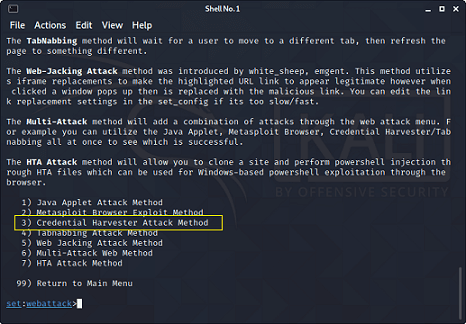 Shell No. 1
File Actions Edit View Help
The TabNabbing method will wait for a user to move to a different tab, then refresh the
page to something different.
The Web-Jacking Attack method was introduced by white_sheep, emgent. This method utilize
s iframe replacements to make the highlighted URL link to appear legitimate however when
clicked a window pops up then is replaced with the malicious link. You can edit the lin
k replacement settings in the set_config if its too slow/fast.
The Multi-Attack method will add a combination of attacks through the web attack menu. F
or example you can utilize the Java Applet, Metasploit Browser, Credential Harvester/Tab
nabbing all at once to see which is successful.
The HTA Attack method will allow you to clone a site and perform powershell injection th
rough HTA files which can be used for Windows-based powershell exploitation through the
browser.
KALI
BY OFFENSIVE SECURITY
1) Java Applet Attack Method
2) Metasploit Browser Exploit Method
3) Credential Harvester Attack Method
4) Tabnabbing Attack Method
5) Web Jacking Attack Method
6) Multi-Attack Web Method
7) HTA Attack Method
99) Return to Main Menu
set:webattack>